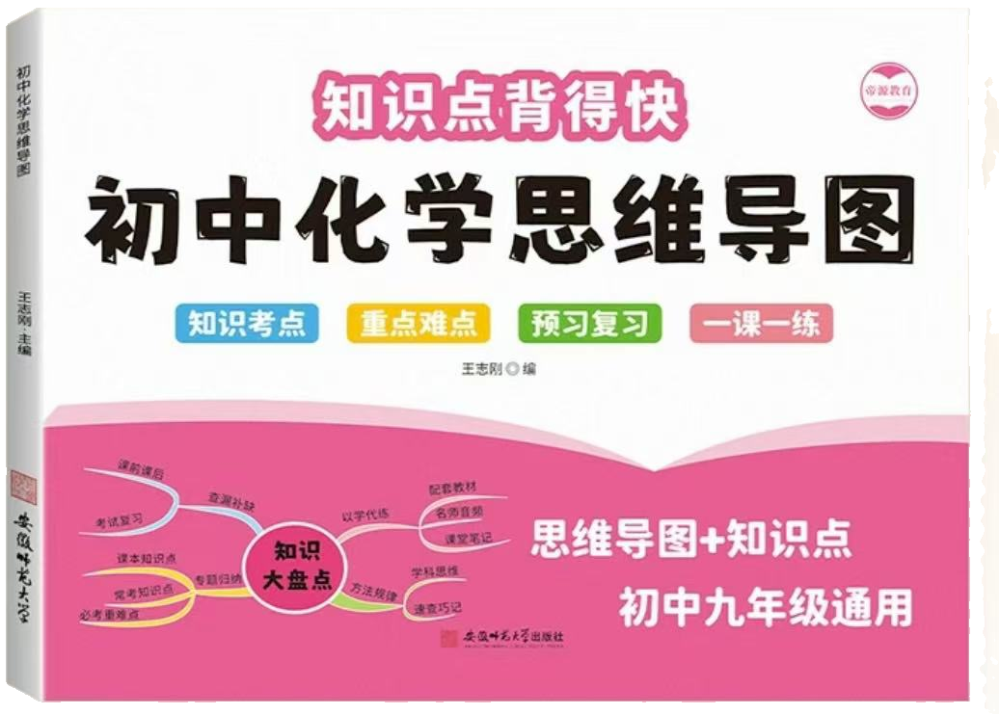 初中化学思维导图
王志刚·主编
安徽师范大学
知识点背得快
帝源教育
初中化学思维导图
知识考点
重点难点
预习复习
一课一练
王志刚◎编
课前课后
考试复习
查漏补缺
课本知识点
常考知识点
必考重难点
专题归纳
知识
大盘点
以学代练
配套教材
名师音频
课堂笔记
方法规律
学科思维
速查巧记
思维导图+知识点
初中九年级通用
安徽师范大学出版社